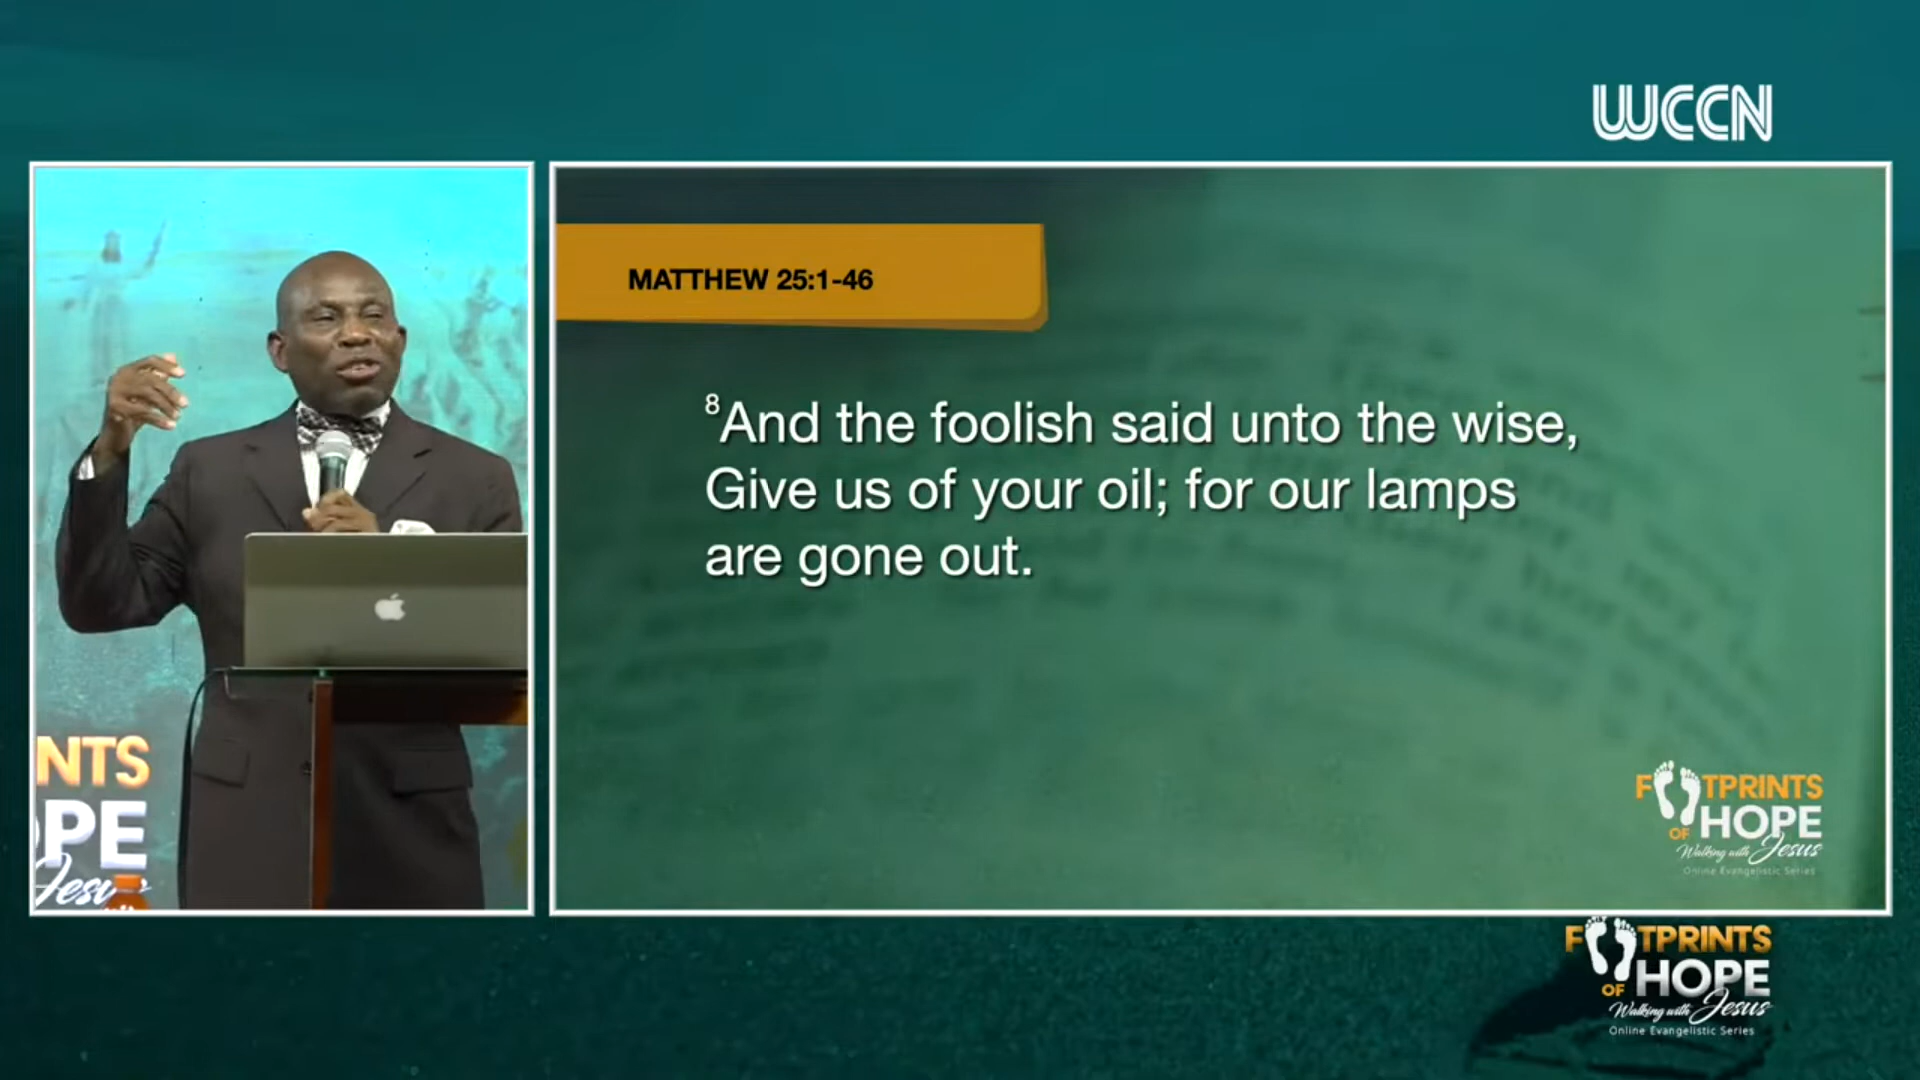 WCCN
MATTHEW 25:1-46
8And the foolish said unto the wise,
Give us of your oil; for our lamps
are gone out.
NTS
OPE
Jesu
FOOTPRINTS
OF HOPE
Walking with Jesus
Online Evangelistic Series
FOOTPRINTS
OF HOPE
Walking with Jesus
Online Evangelistic Series